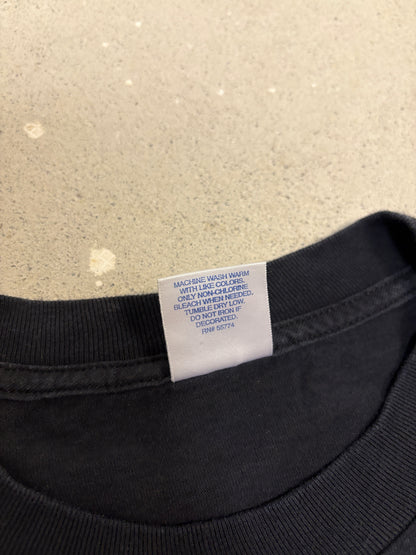 MACHINE WASH WARM
WITH LIKE COLORS,
ONLY NON-CHLORINE
BLEACH WHEN NEEDED,
TUMBLE DRY LOW.
DO NOT IRON IF
DECORATED.
RN# 55774